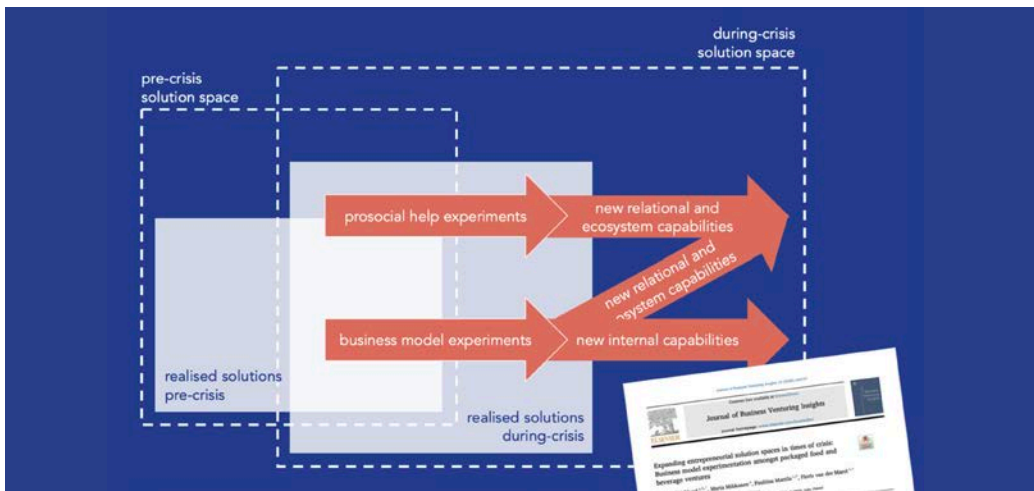 during-crisis
solution space
pre-crisis
solution space
prosocial help experiments
new relational and
ecosystem capabilities
new relational and
osystem capabilities
business model experiments
new internal capabilities
realised solutions
pre-crisis
realised solutions
during-crisis
Journal of Business Venturing Insights
ELSEVIER
Expanding entrepreneurial solution spaces in times of crisis:
Business model experimentation amongst packaged food and
beverage ventures